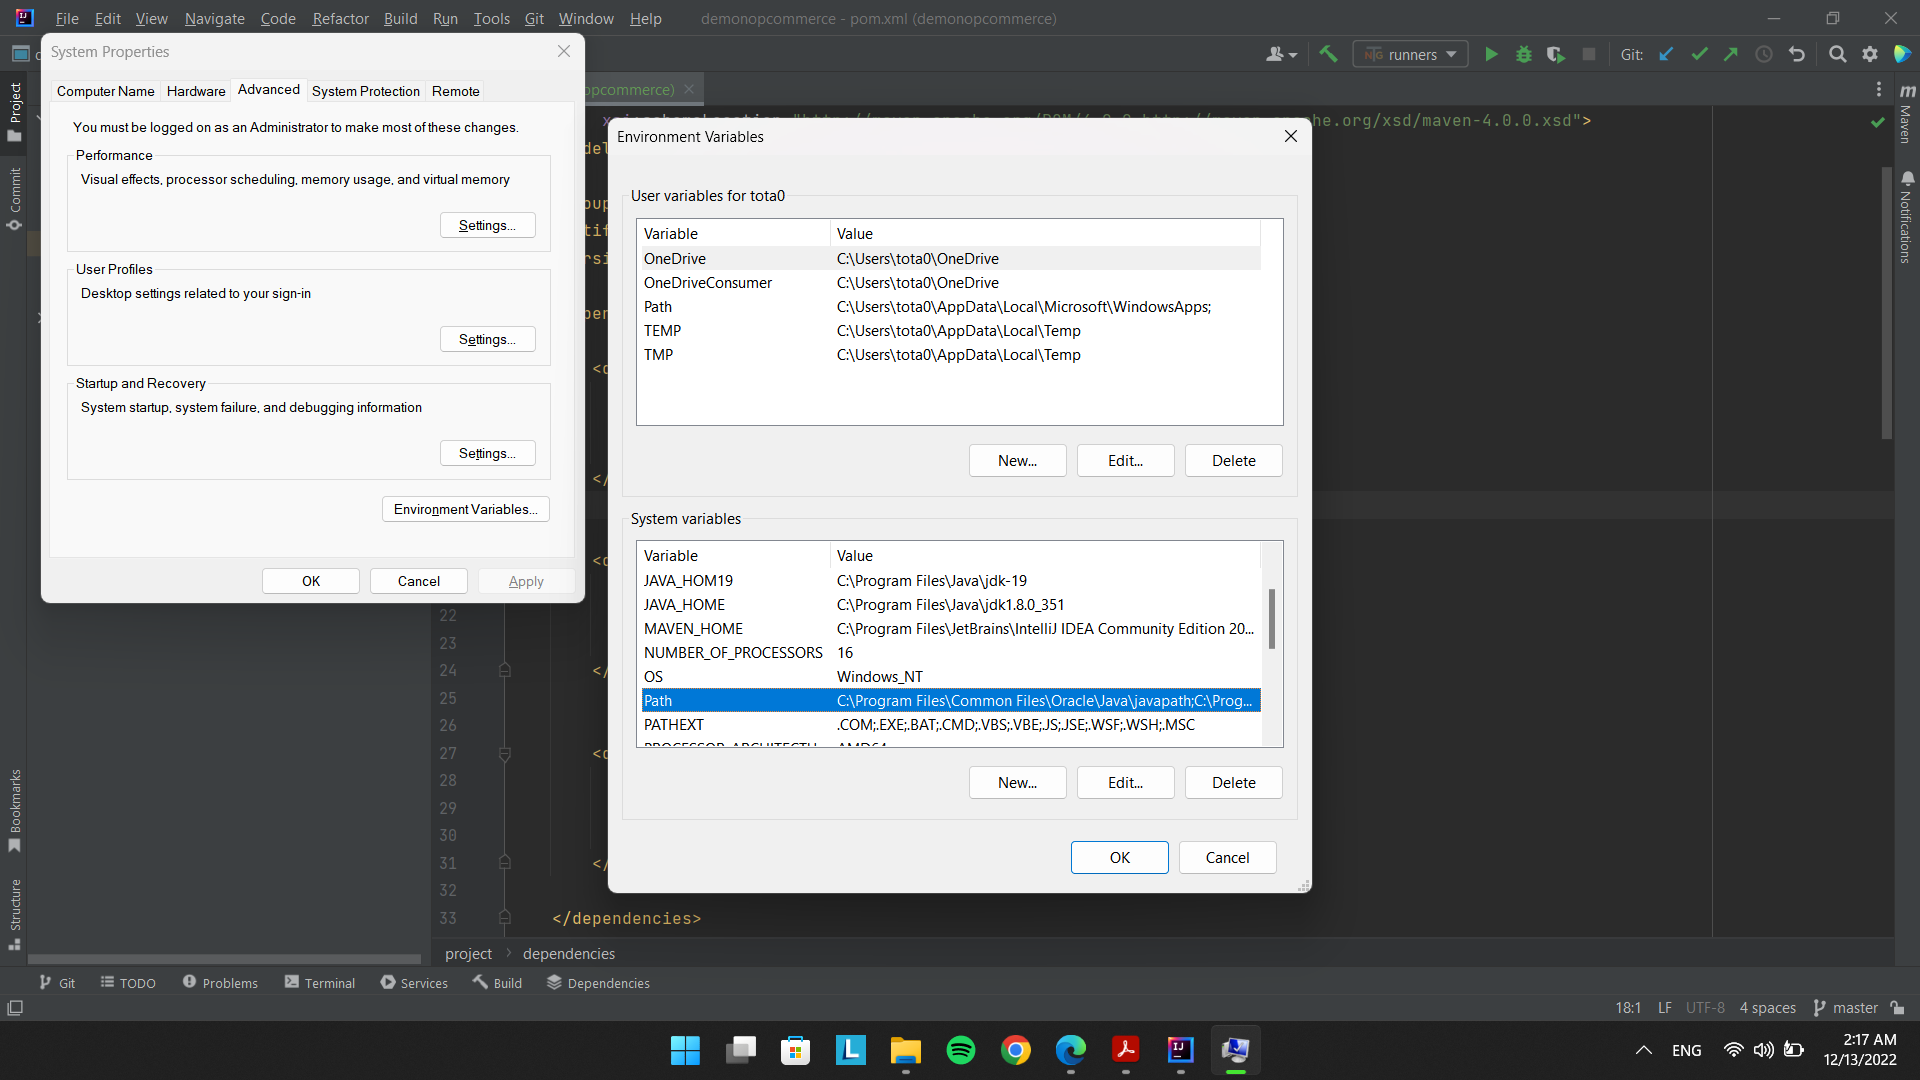 File Edit View Navigate Code Refactor Build Run Tools Git Window Help demonopcommerce - pom.xml (demonopcommerce)
runners Git:
System Properties
Computer Name Hardware Advanced System Protection Remote
You must be logged on as an Administrator to make most of these changes.
Performance
Visual effects, processor scheduling, memory usage, and virtual memory
Settings...
User Profiles
Desktop settings related to your sign-in
Settings...
Startup and Recovery
System startup, system failure, and debugging information
Settings...
Environment Variables...
OK Cancel Apply
opcommerce)
he.org/xsd/maven-4.0.0.xsd">
Environment Variables
User variables for tota0
Variable Value
OneDrive C:\Users\tota0\OneDrive
OneDriveConsumer C:\Users\tota0\OneDrive
Path C:\Users\tota0\AppData\Local\Microsoft\WindowsApps;
TEMP C:\Users\tota0\AppData\Local\Temp
TMP C:\Users\tota0\AppData\Local\Temp
New... Edit... Delete
System variables
Variable Value
JAVA_HOM19 C:\Program Files\Java\jdk-19
JAVA_HOME C:\Program Files\Java\jdk1.8.0_351
MAVEN_HOME C:\Program Files\JetBrains\IntelliJ IDEA Community Edition 20...
NUMBER_OF_PROCESSORS 16
OS Windows_NT
Path C:\Program Files\Common Files\Oracle\Java\javapath;C:\Prog...
PATHEXT .COM;.EXE;.BAT;.CMD;.VBS;.VBE;.JS;.JSE;.WSF;.WSH;.MSC
New... Edit... Delete
OK Cancel
Project
Commit
Bookmarks
Structure
Maven
Notifications
22
23
24 </
25
26
27
28
29
30
31 </
32
33 </dependencies>
project > dependencies
Git TODO Problems Terminal Services Build Dependencies
18:1 LF UTF-8 4 spaces master
ENG
2:17 AM
12/13/2022